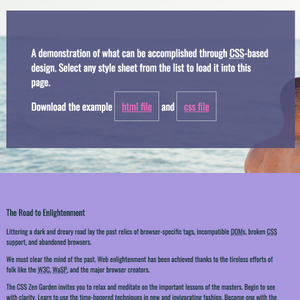 A demonstration of what can be accomplished through CSS-based
design. Select any style sheet from the list to load it into this
page.
Download the example html file and css file
The Road to Enlightenment
Littering a dark and dreary road lay the past relics of browser-specific tags, incompatible DOMs, broken CSS
support, and abandoned browsers.
We must clear the mind of the past. Web enlightenment has been achieved thanks to the tireless efforts of
folk like the W3C, WaSP, and the major browser creators.
The CSS Zen Garden invites you to relax and meditate on the important lessons of the masters. Begin to see
with clarity. Learn to use the time-honored techniques in new and invigorating fashion. Become one with the